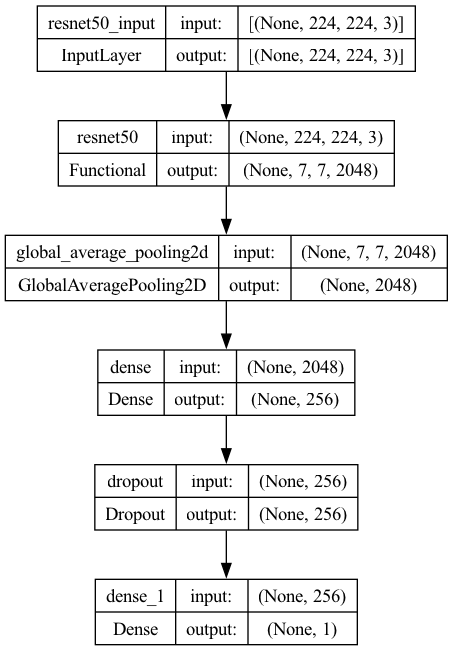 resnet50_input input: [(None, 224, 224, 3)]
InputLayer output: [(None, 224, 224, 3)]
resnet50 input: (None, 224, 224, 3)
Functional output: (None, 7, 7, 2048)
global_average_pooling2d input: (None, 7, 7, 2048)
GlobalAveragePooling2D output: (None, 2048)
dense input: (None, 2048)
Dense output: (None, 256)
dropout input: (None, 256)
Dropout output: (None, 256)
dense_1 input: (None, 256)
Dense output: (None, 1)